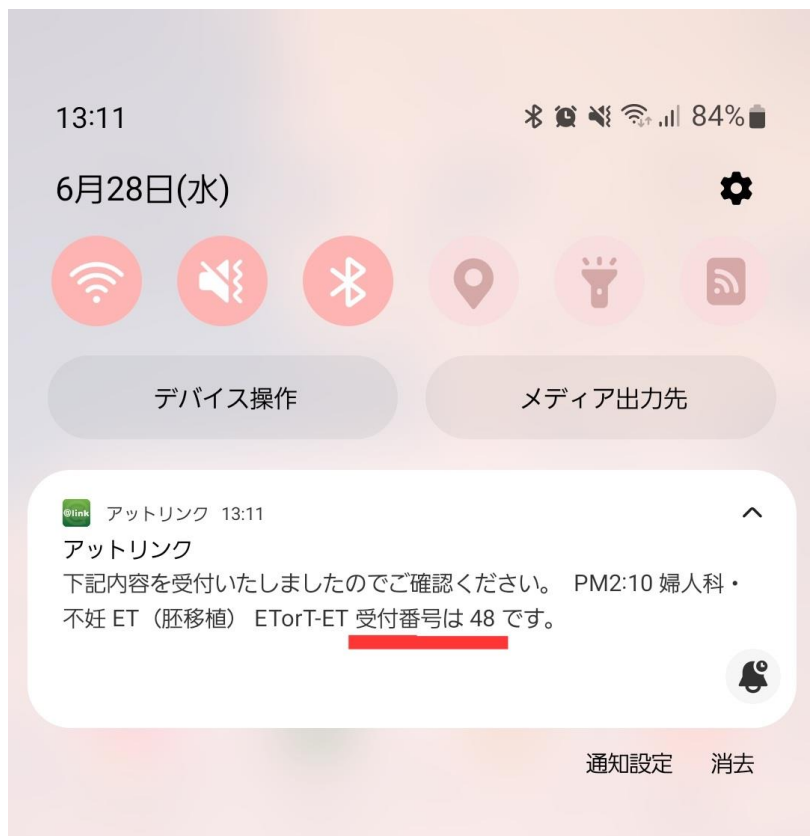 13:11 84%
6月28日(水)
デバイス操作 メディア出力先
@link アットリンク 13:11
アットリンク
下記内容を受付いたしましたのでご確認ください。 PM2:10 婦人科・
不妊 ET（胚移植） ETorT-ET 受付番号は 48 です。
通知設定 消去